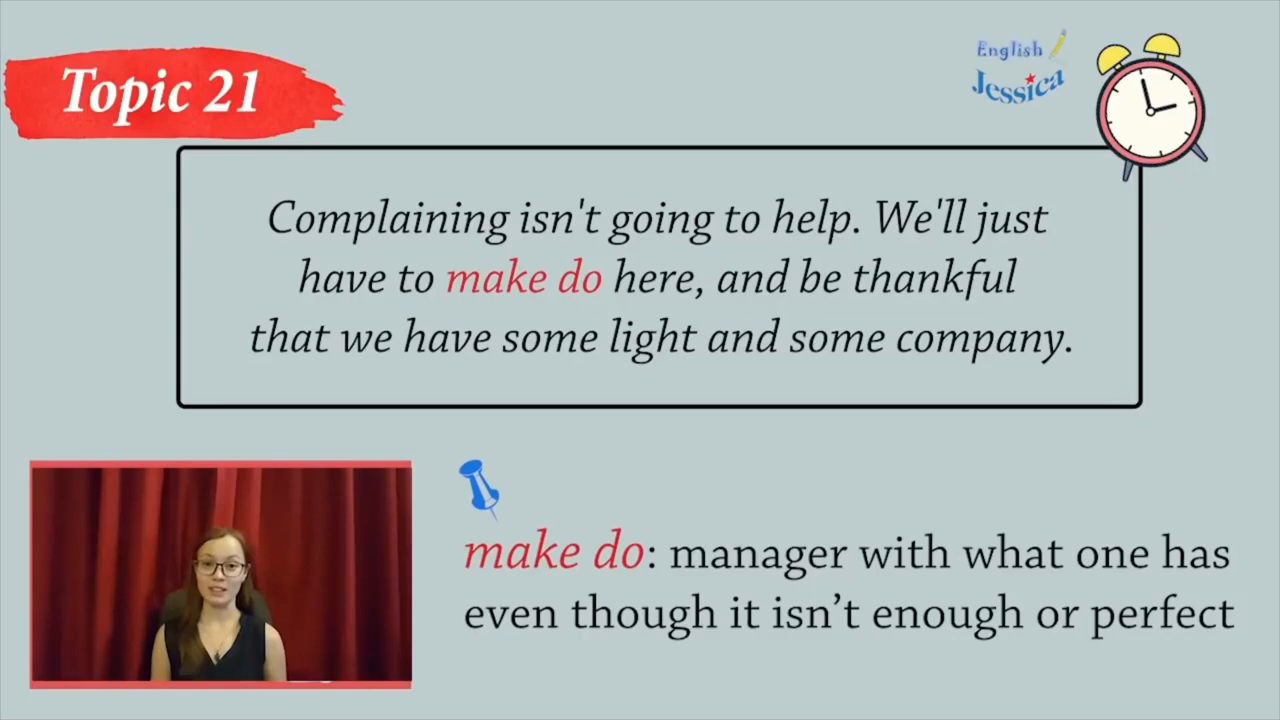 Topic 21
English
Jessica
Complaining isn't going to help. We'll just
have to make do here, and be thankful
that we have some light and some company.
make do: manager with what one has
even though it isn’t enough or perfect